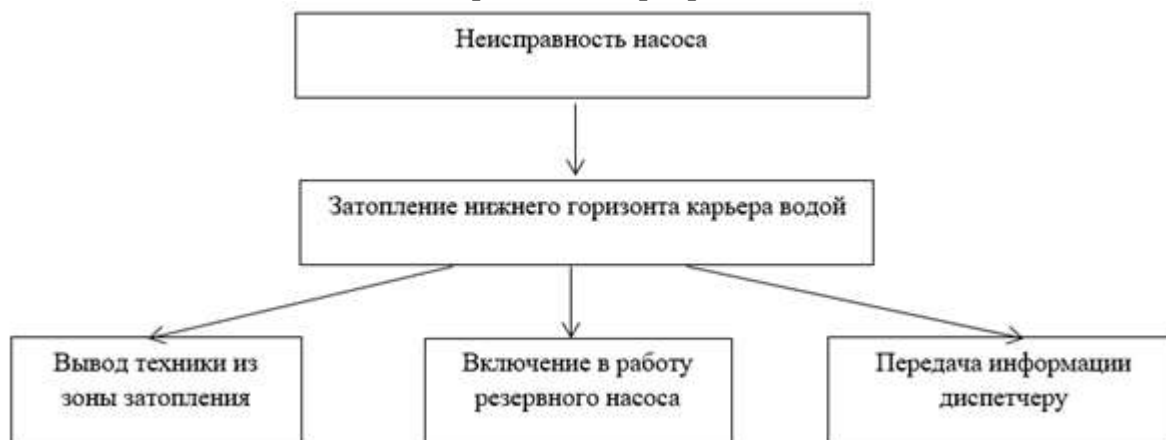 Неисправность насоса
Затопление нижнего горизонта карьера водой
Вывод техники из
зоны затопления
Включение в работу
резервного насоса
Передача информации
диспетчеру